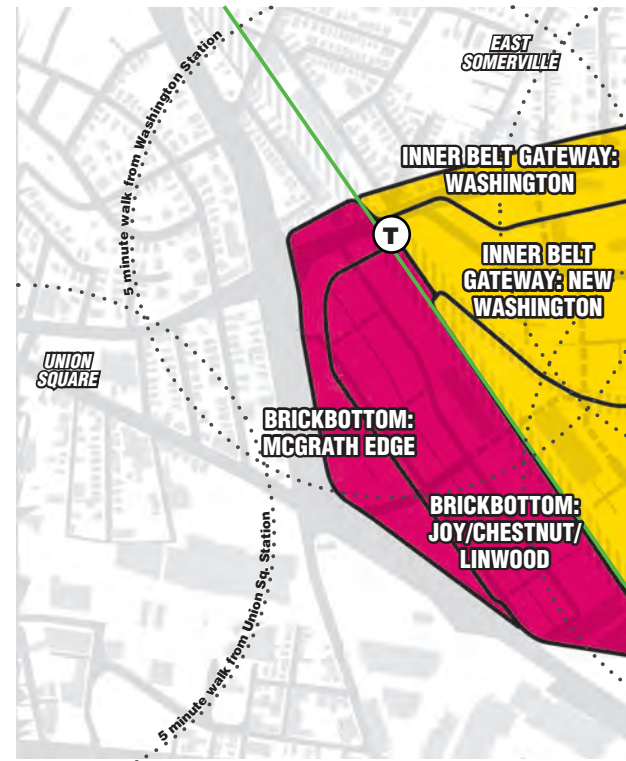 EAST
SOMERVILLE
5 minute walk from Washington Station
INNER BELT GATEWAY:
WASHINGTON
T
INNER BELT
GATEWAY: NEW
WASHINGTON
UNION
SQUARE
BRICKBOTTOM:
MCGRATH EDGE
BRICKBOTTOM:
JOY/CHESTNUT/
LINWOOD
5 minute walk from Union Sq. Station